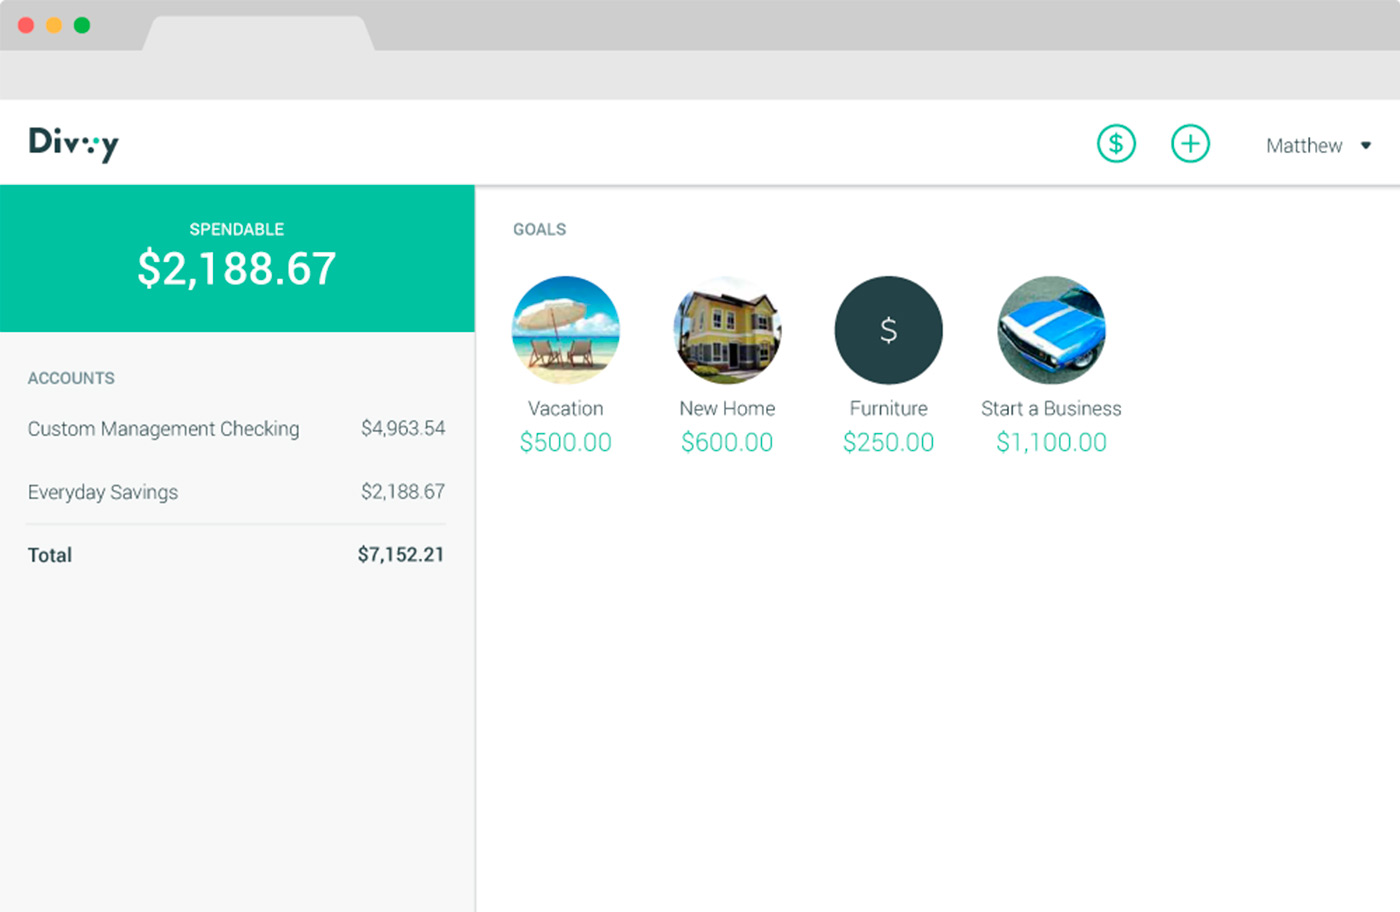 Divvy
$
Matthew
SPENDABLE
$2,188.67
ACCOUNTS
Custom Management Checking $4,963.54
Everyday Savings $2,188.67
Total $7,152.21
GOALS
$
Vacation New Home Furniture Start a Business
$500.00 $600.00 $250.00 $1,100.00